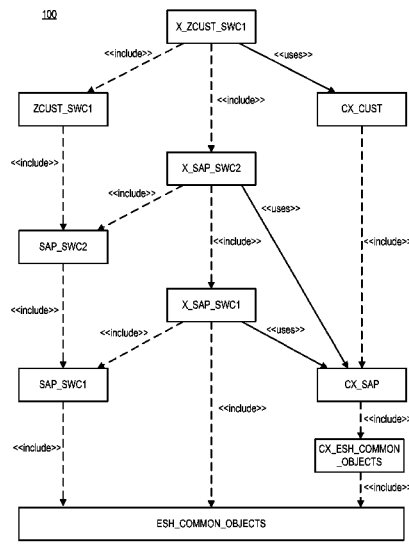 100
X_ZCUST_SWC1
<<include>>
<<uses>>
<<include>>
ZCUST_SWC1
CX_CUST
<<include>>
<<include>>
X_SAP_SWC2
<<uses>>
SAP_SWC2
<<include>>
<<include>>
<<include>>
X_SAP_SWC1
<<include>>
<<uses>>
SAP_SWC1
CX_SAP
<<include>>
<<include>>
<<include>>
CX_ESH_COMMON
_OBJECTS
<<include>>
ESH_COMMON_OBJECTS